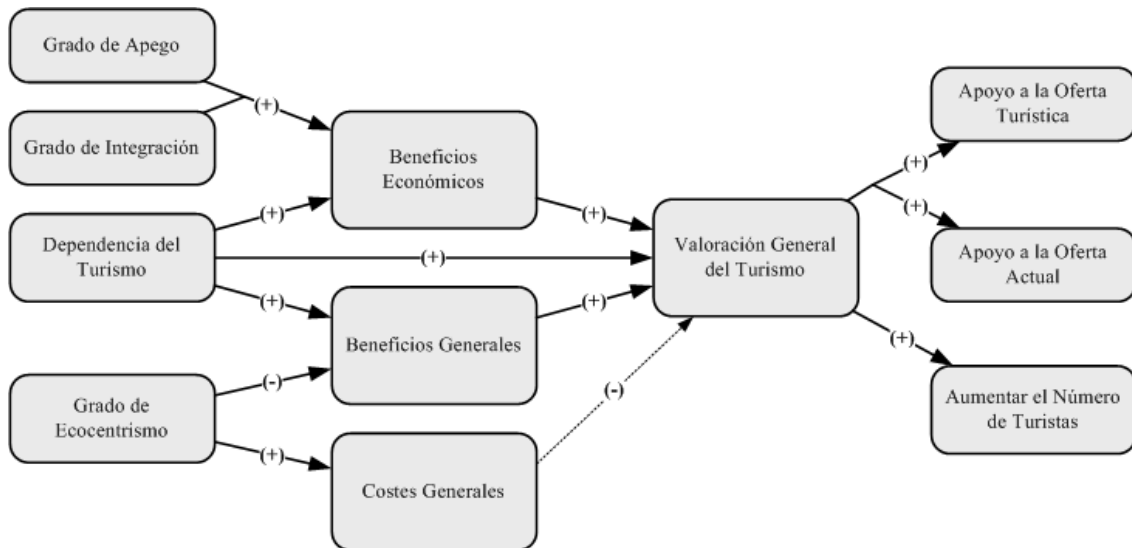 Grado de Apego
(+)
Grado de Integración
Beneficios
Económicos
(+)
Dependencia del
Turismo
(+)
(+)
(+)
Beneficios Generales
(+)
Grado de
Ecocentrismo
(-)
(+)
Costes Generales
(-)
Valoración General
del Turismo
(+)
Apoyo a la Oferta
Turística
(+)
Apoyo a la Oferta
Actual
(+)
Aumentar el Número
de Turistas